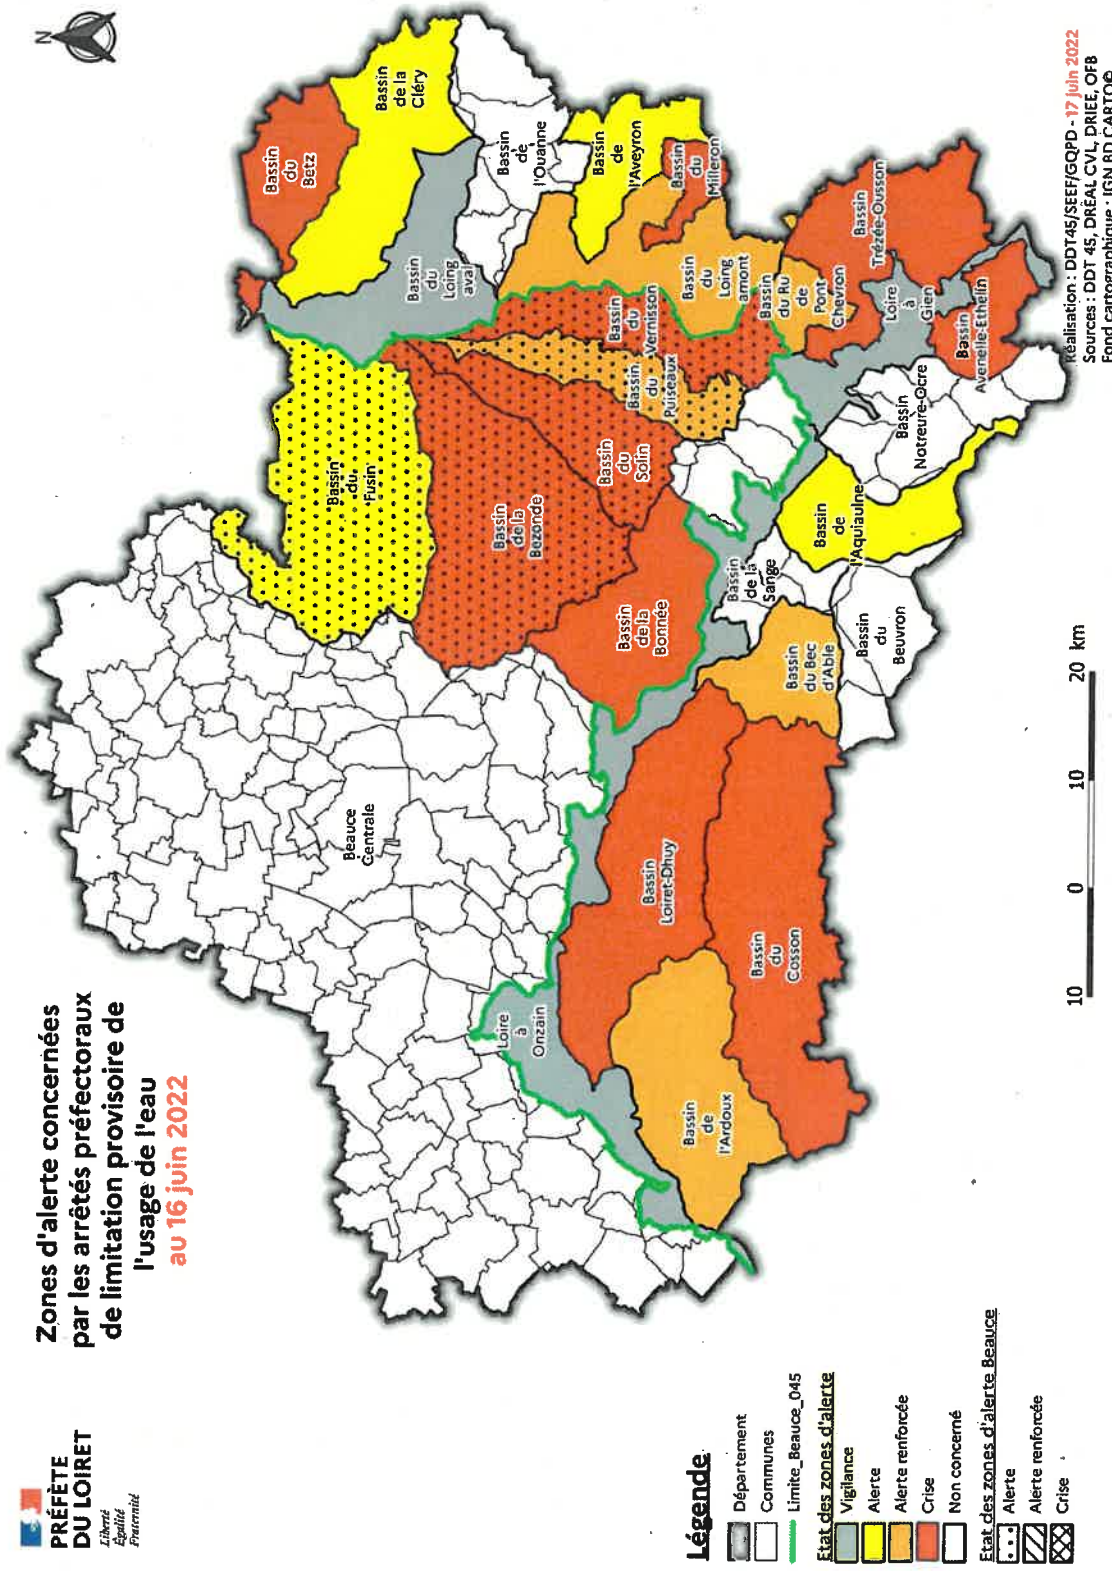 PRÉFÈTE
DU LOIRET
Liberté
Égalité
Fraternité
Zones d'alerte concernées
par les arrêtés préfectoraux
de limitation provisoire de
l'usage de l'eau
au 16 juin 2022
N
Bassin
du
Betz
Bassin
de la
Cléry
Bassin
du
Loing
aval
Bassin
de
l'Ouanne
Bassin
de
l'Aveyron
Bassin
du
Milleron
Bassin
du
Loing
amont
Bassin
du Ru
de
Pont
Chevron
Bassin
Trézée-Ousson
Loire
à
Gien
Bassin
Avenelle-Ethelin
Bassin
du
Vernisson
Bassin
du
Puiseaux
Bassin
du
Fusin
Bassin
de la
Bezonde
Bassin
du
Solin
Bassin
de la
Bonnée
Bassin
Notreure-Ocre
Bassin
de
l'Aquiaulne
Bassin
de la
Sange
Bassin
du
Beuvron
Bassin
du Bec
d'Able
Beauce
Centrale
Bassin
Loiret-Dhuy
Bassin
du
Cosson
Loire
à
Onzain
Bassin
de
l'Ardoux
Légende
Département
Communes
Limite_Beauce_045
Etat des zones d'alerte
Vigilance
Alerte
Alerte renforcée
Crise
Non concerné
Etat des zones d'alerte Beauce
Alerte
Alerte renforcée
Crise
10 0 10 20 km
Réalisation : DDT45/SEEF/GQPD - 17 juin 2022
Sources : DDT 45, DREAL CVL, DRIEE, OFB
Fond cartographique : IGN BD CARTO©